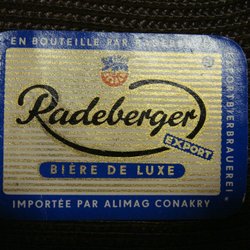 EN BOUTEILLE PAR
Radeberger
EXPORT
BIÈRE DE LUXE
IMPORTÉE PAR ALIMAG CONAKRY